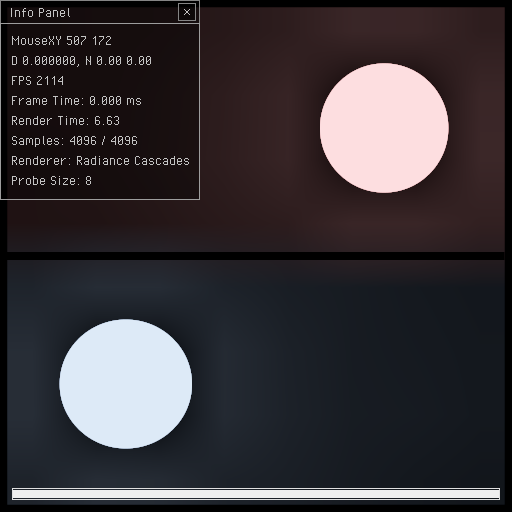 Info Panel
MouseXY 507 172
D 0.000000, N 0.00 0.00
FPS 2114
Frame Time: 0.000 ms
Render Time: 6.63
Samples: 4096 / 4096
Renderer: Radiance Cascades
Probe Size: 8